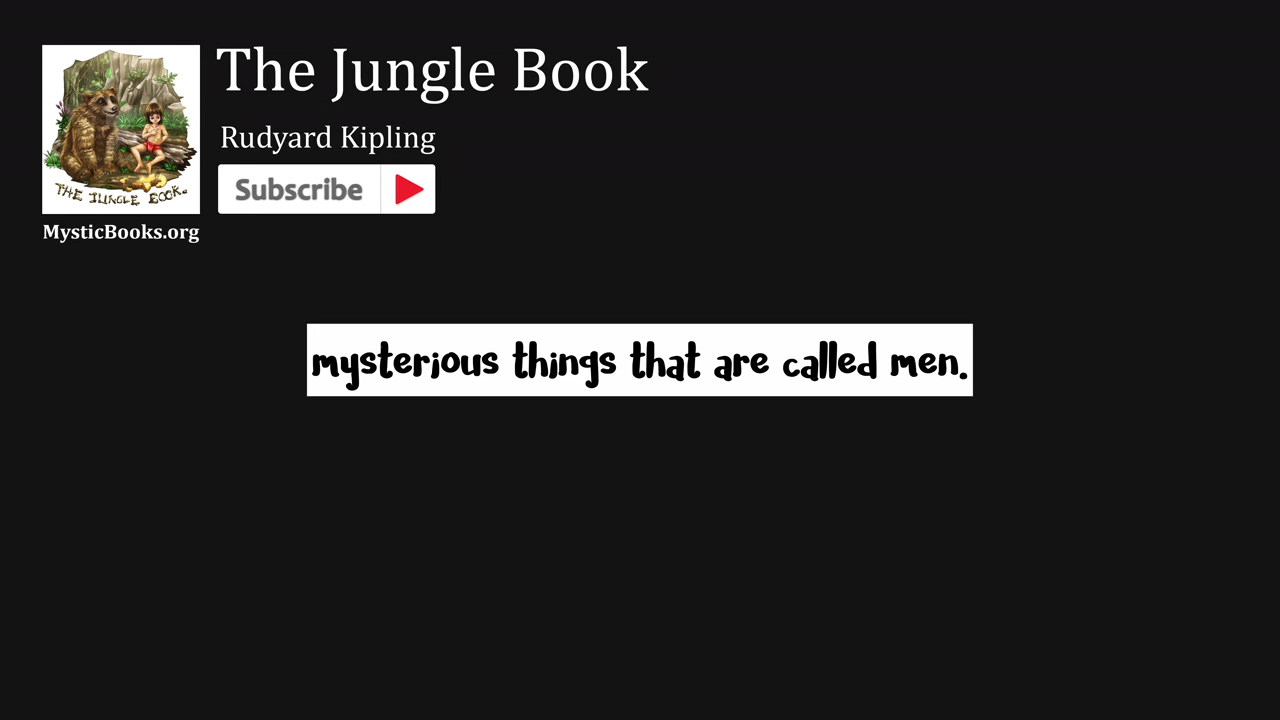 The Jungle Book
Rudyard Kipling
Subscribe
THE JUNGLE BOOK.
MysticBooks.org
mysterious things that are called men.